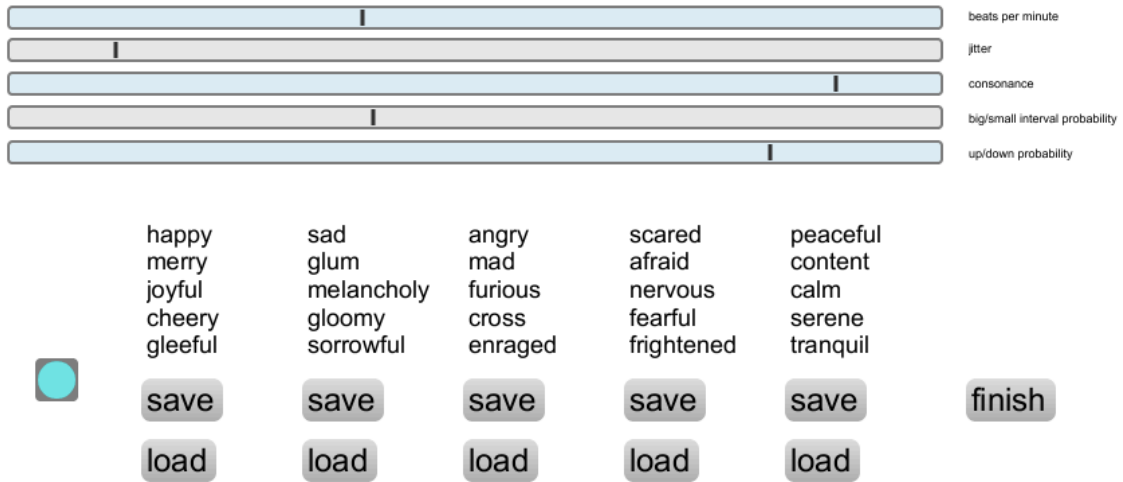 beats per minute
jitter
consonance
big/small interval probability
up/down probability
happy sad angry scared peaceful
merry glum mad afraid content
joyful melancholy furious nervous calm
cheery gloomy cross fearful serene
gleeful sorrowful enraged frightened tranquil
save save save save save finish
load load load load load